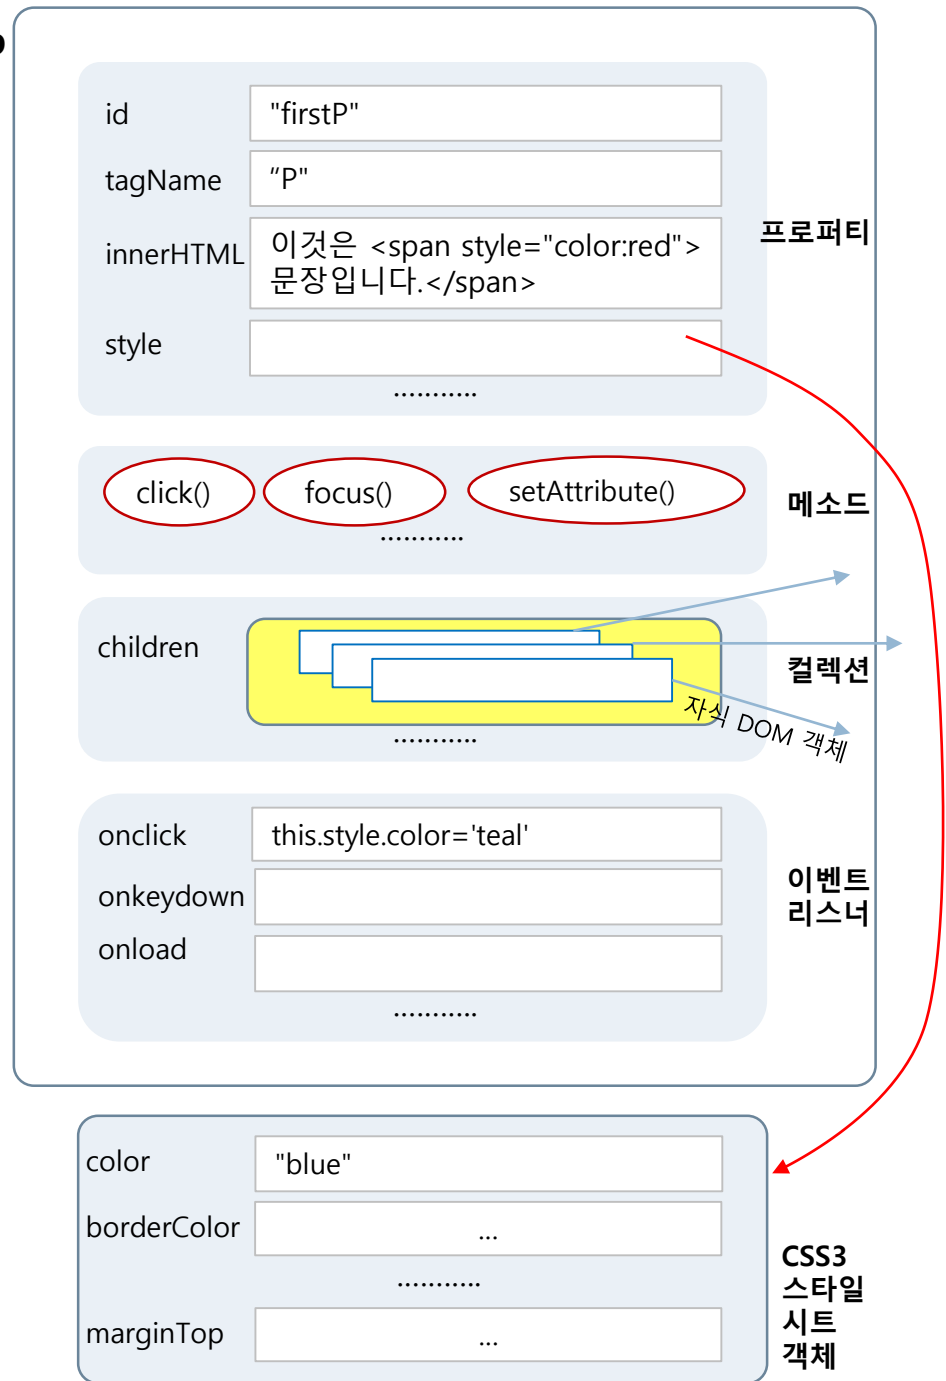 p
id
"firstP"
tagName
“P"
innerHTML
이것은 <span style="color:red">
문장입니다.</span>
style
...........
프로퍼티
click()
focus()
setAttribute()
...........
메소드
children
...........
컬렉션
자식 DOM 객체
onclick
this.style.color='teal'
onkeydown
onload
...........
이벤트
리스너
color
"blue"
borderColor
...
...........
marginTop
...
CSS3
스타일
시트
객체